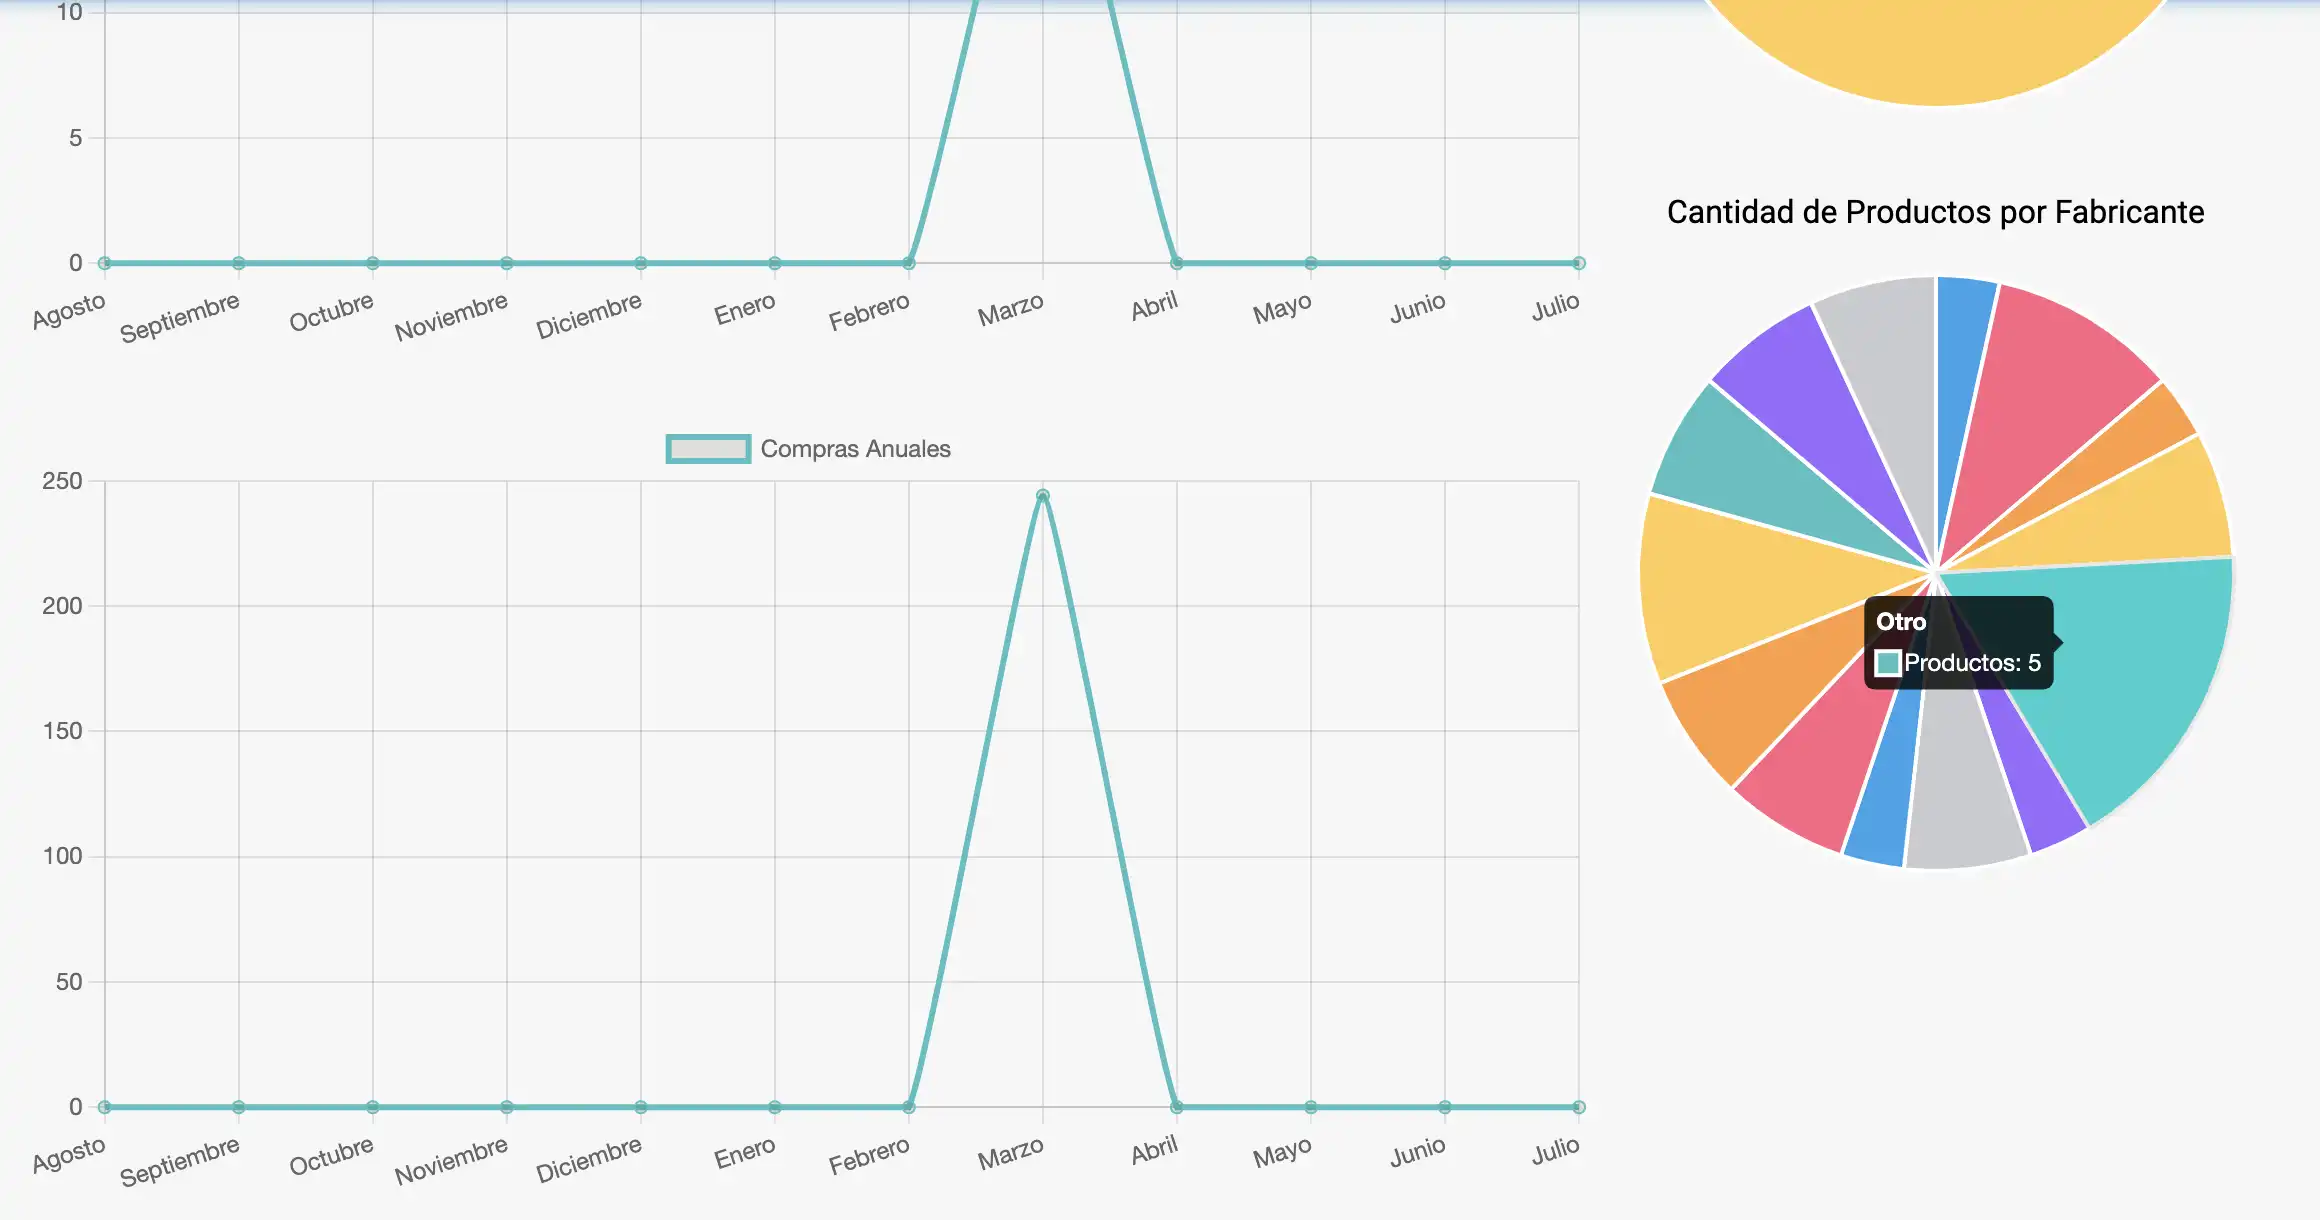 10
5
0
Agosto
Septiembre
Octubre
Noviembre
Diciembre
Enero
Febrero
Marzo
Abril
Mayo
Junio
Julio
Compras Anuales
250
200
150
100
50
0
Agosto
Septiembre
Octubre
Noviembre
Diciembre
Enero
Febrero
Marzo
Abril
Mayo
Junio
Julio
Cantidad de Productos por Fabricante
Otro
Productos: 5